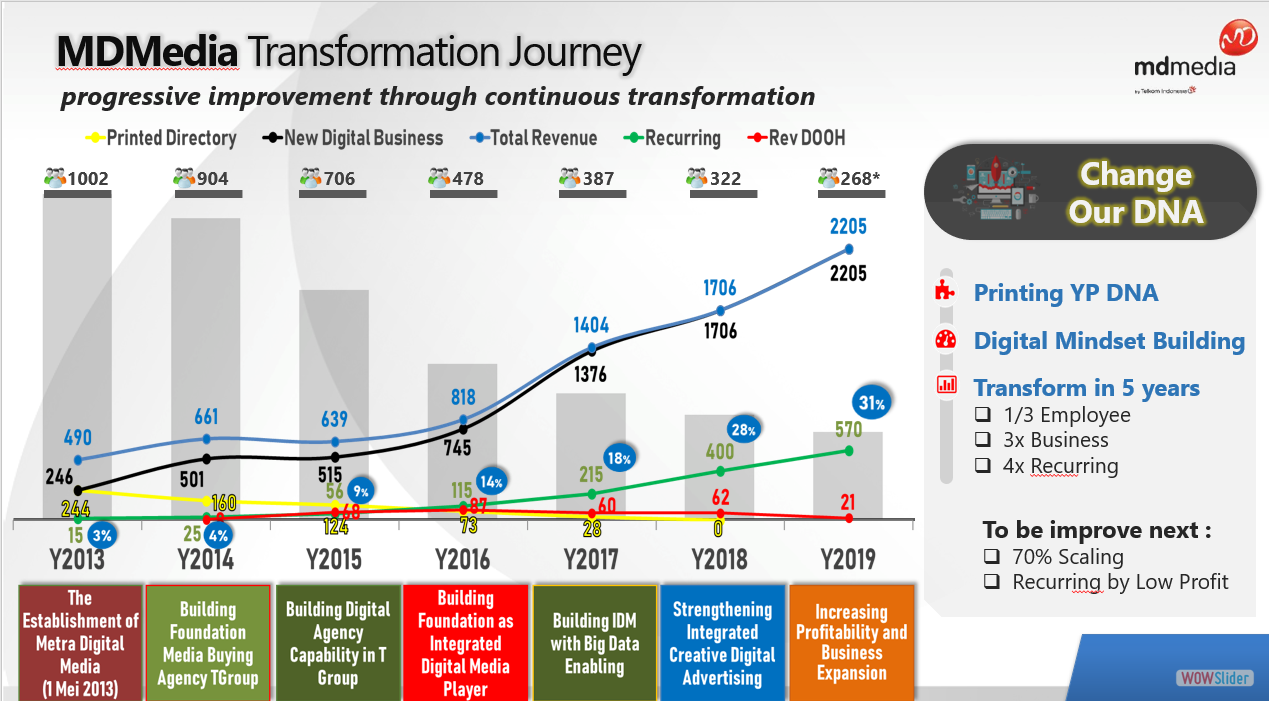 MDMedia Transformation Journey
progressive improvement through continuous transformation
mdmedia
by Telkom Indonesia
Printed Directory New Digital Business Total Revenue Recurring Rev DOOH
1002 904 706 478 387 322 268*
2205
2205
1706
1706
1404
1376
818
745
661
639
490
501
515
246
244
160
124
73
28
0
15
25
56
115
215
400
570
3%
4%
9%
14%
18%
28%
31%
68
87
60
62
21
Y2013 Y2014 Y2015 Y2016 Y2017 Y2018 Y2019
The
Establishment of
Metra Digital
Media
(1 Mei 2013)
Building
Foundation
Media Buying
Agency TGroup
Building Digital
Agency
Capability in T
Group
Building
Foundation as
Integrated
Digital Media
Player
Building IDM
with Big Data
Enabling
Strengthening
Integrated
Creative Digital
Advertising
Increasing
Profitability and
Business
Expansion
Change
Our DNA
Printing YP DNA
Digital Mindset Building
Transform in 5 years
1/3 Employee
3x Business
4x Recurring
To be improve next :
70% Scaling
Recurring by Low Profit
WOWSlider